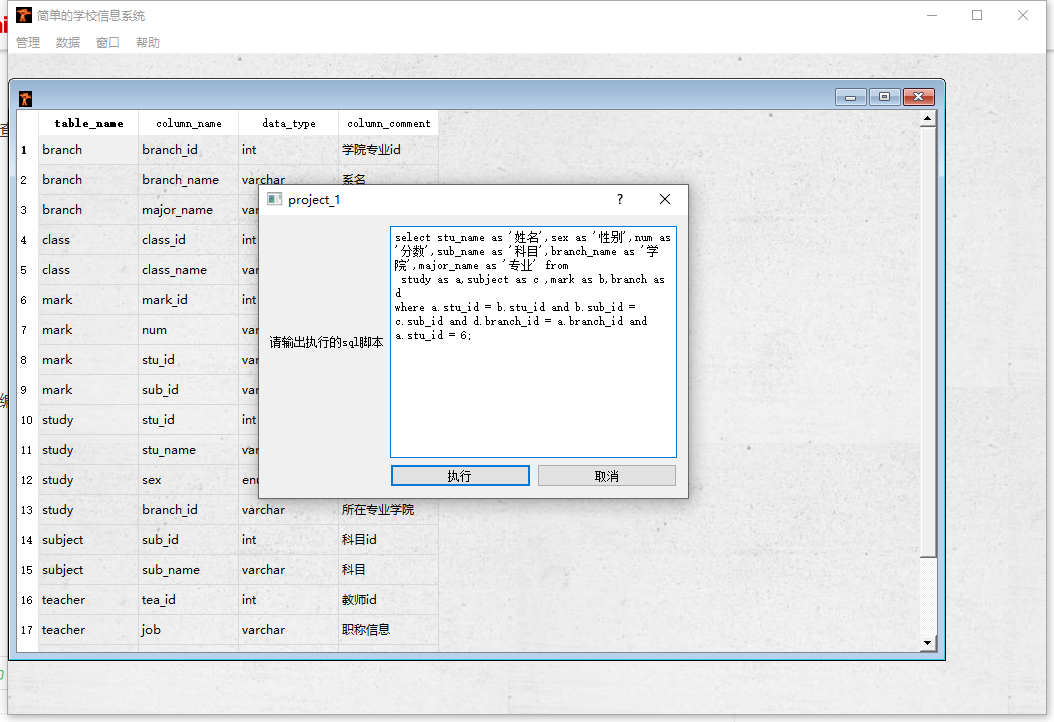 简单的学校信息系统
管理 数据 窗口 帮助
table_name column_name data_type column_comment
1 branch branch_id int 学院专业id
2 branch branch_name varchar 系名
3 branch major_name var
4 class class_id int
5 class class_name var
6 mark mark_id int
7 mark num var
8 mark stu_id var
9 mark sub_id var
10 study stu_id int
11 study stu_name var
12 study sex enu
13 study branch_id varchar 所在专业学院
14 subject sub_id int 科目id
15 subject sub_name varchar 科目
16 teacher tea_id int 教师id
17 teacher job varchar 职称信息
project_1
?
请输出执行的sql脚本
select stu_name as '姓名',sex as '性别',num as
'分数',sub_name as '科目',branch_name as '学
院',major_name as '专业' from
study as a,subject as c ,mark as b,branch as
d
where a.stu_id = b.stu_id and b.sub_id =
c.sub_id and d.branch_id = a.branch_id and
a.stu_id = 6;
执行 取消